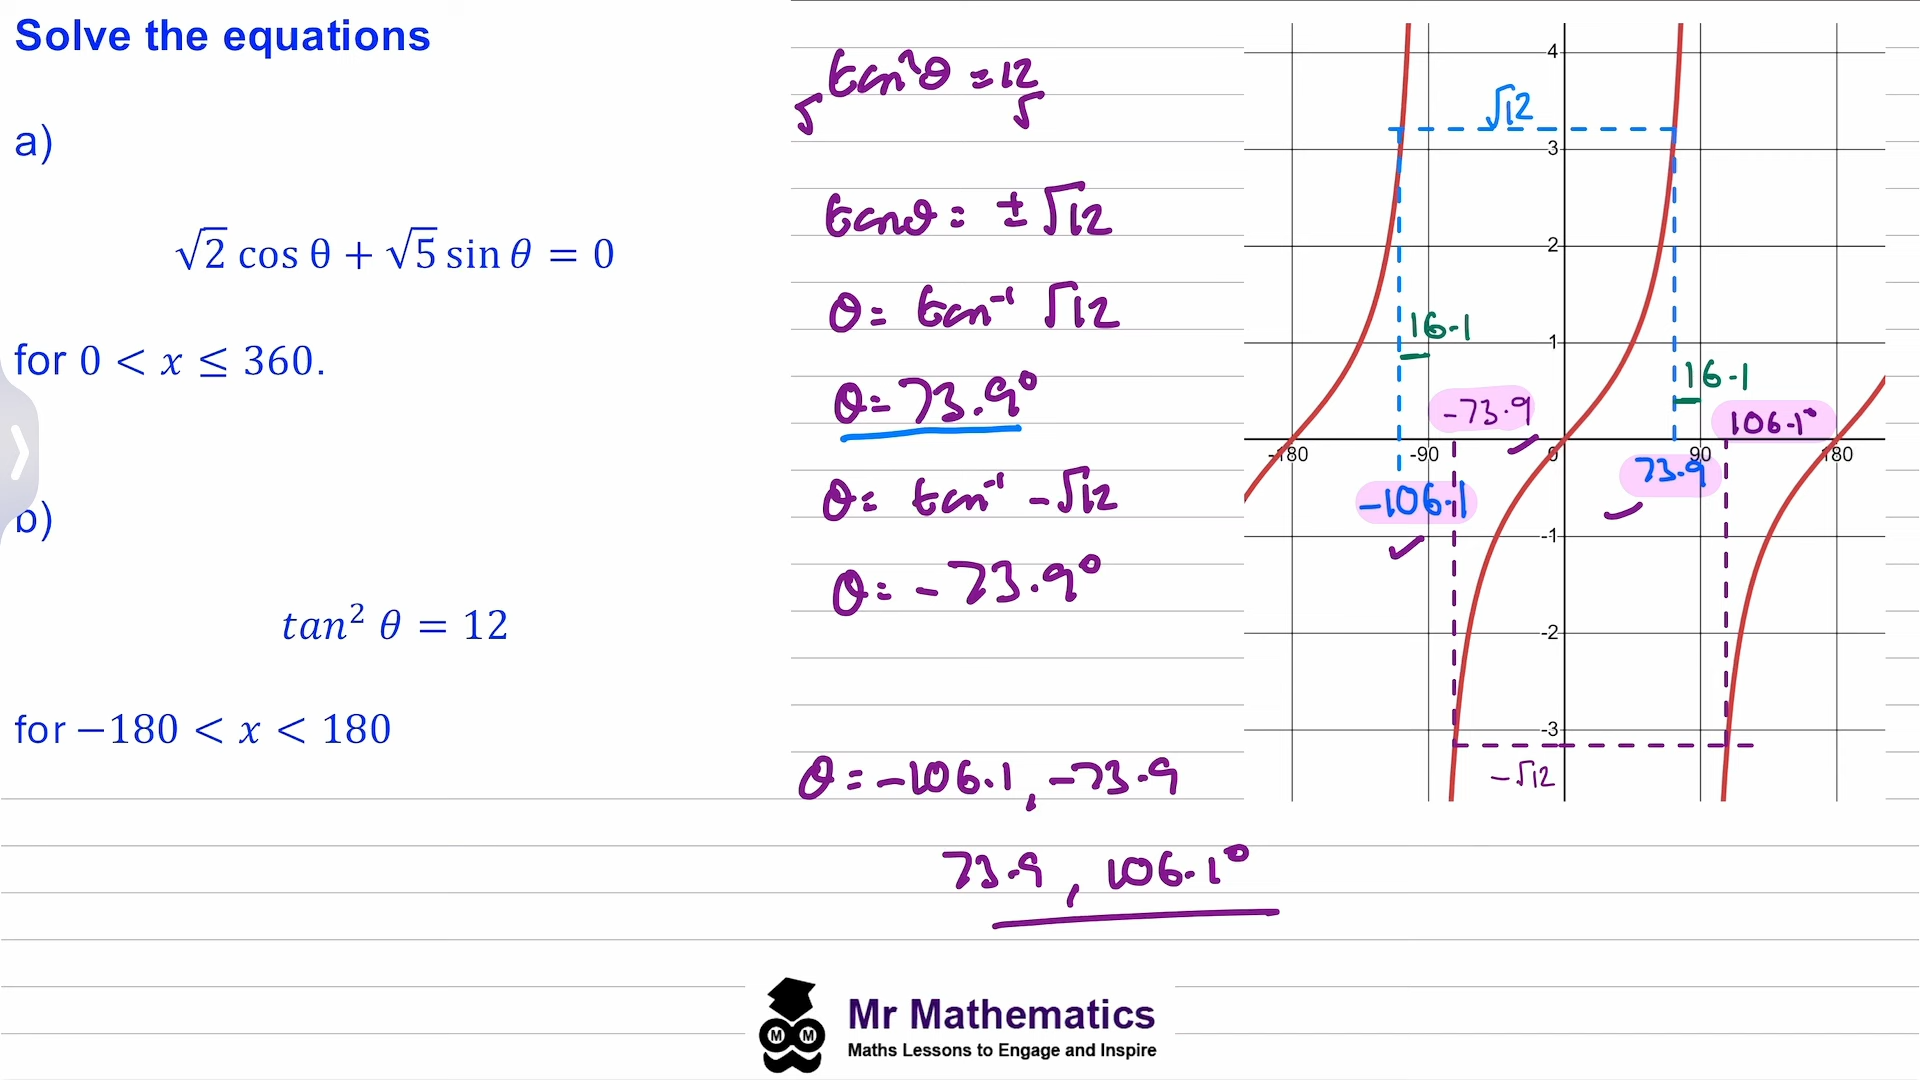 Solve the equations
a)
√2 cos θ + √5 sin θ = 0
for 0 < x ≤ 360.
b)
tan² θ = 12
for −180 < x < 180
tan²θ = 12
√ √
tanθ = ± √12
θ = tan⁻¹ √12
θ = 73.9°
θ = tan⁻¹ -√12
θ = -73.9°
θ = -106.1, -73.9
73.9, 106.1°
4
√12
3
2
16.1
1
16.1
-73.9
106.1°
-180 -90 0 90 180
73.9
-106.1
-1
-2
-3
-√12
M M
Mr Mathematics
Maths Lessons to Engage and Inspire